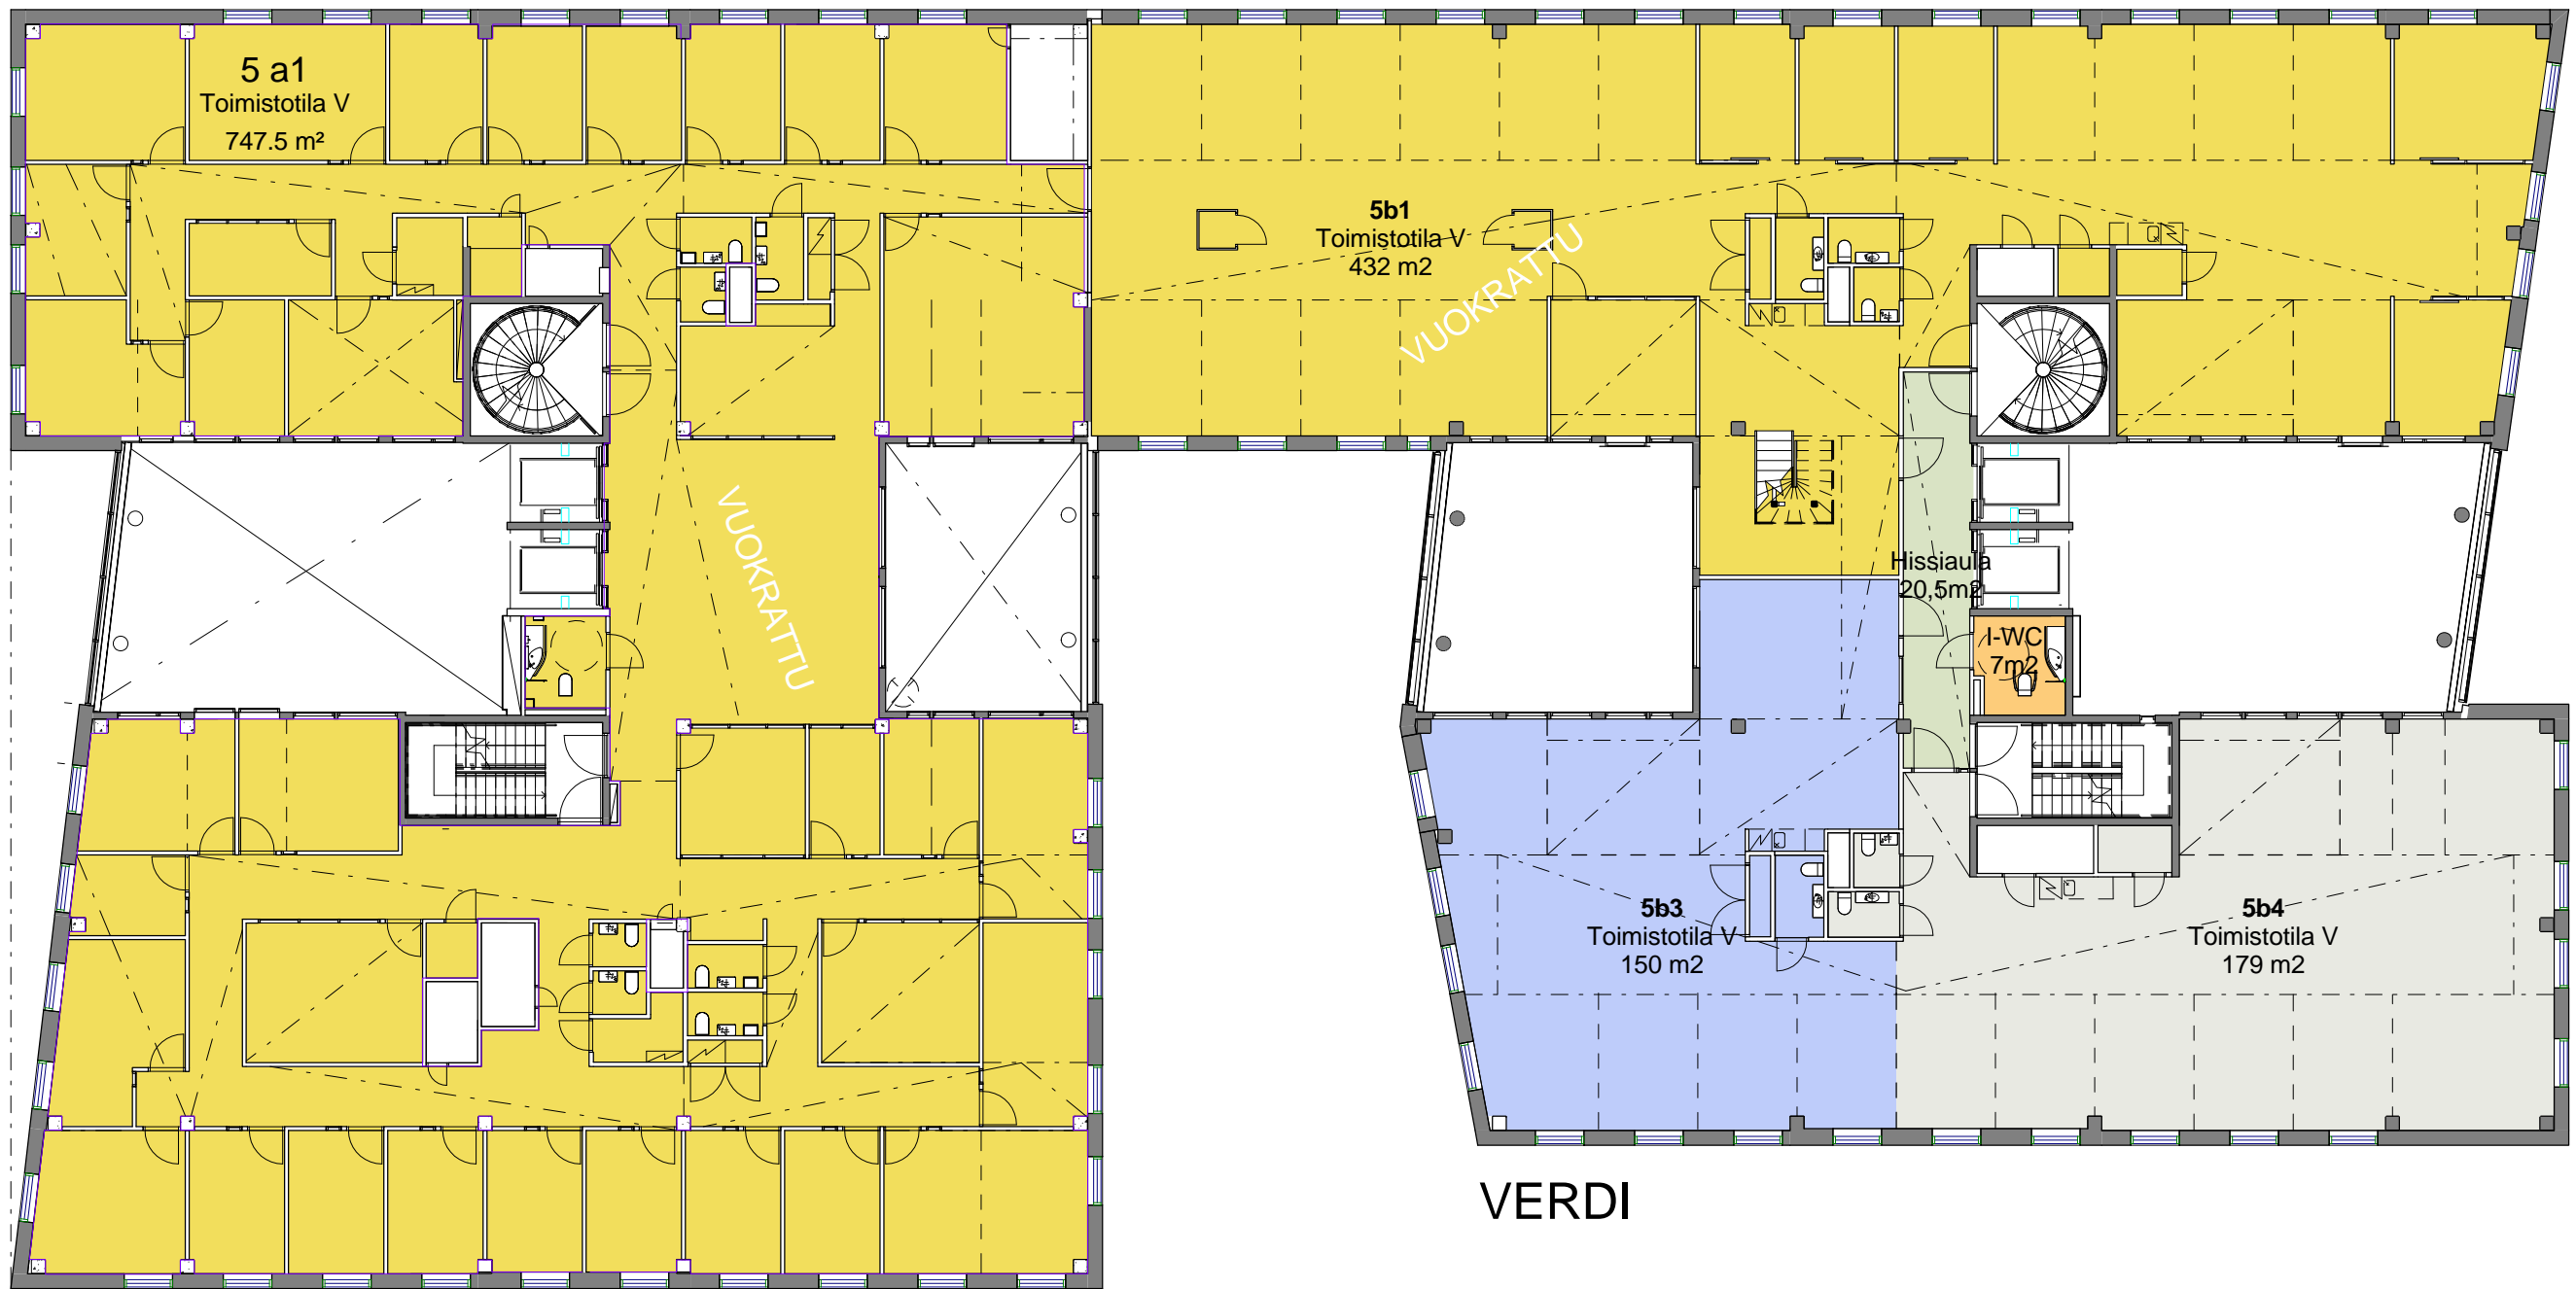 5 a1
Toimistotila V
747.5 m²
5b1
Toimistotila V
432 m2
VUOKRATTU
VUOKRATTU
Hissiaula
20,5m2
I-WC
7m2
5b3
Toimistotila V
150 m2
5b4
Toimistotila V
179 m2
VERDI